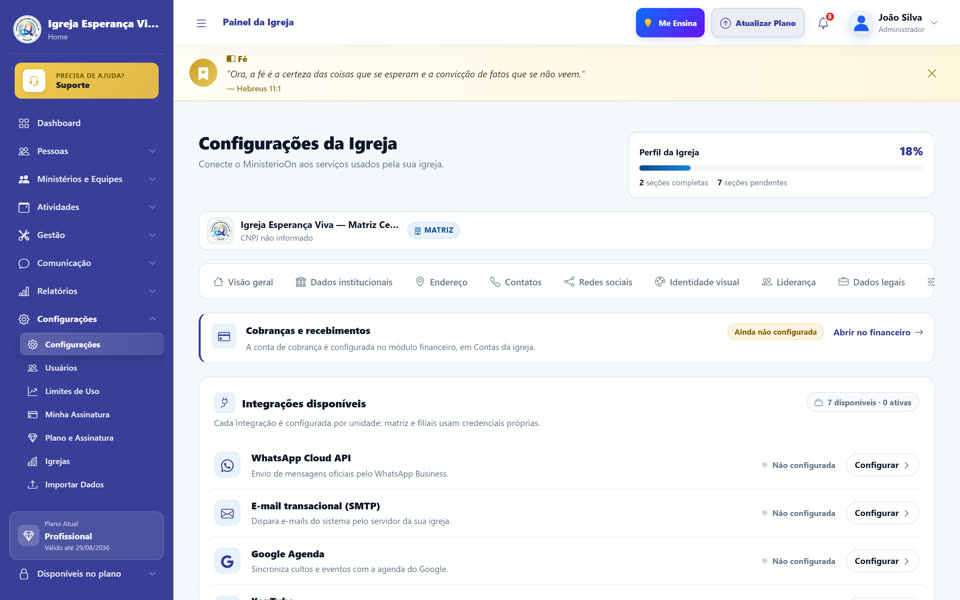 Igreja Esperança Vi...
Home
PRECISA DE AJUDA?
Suporte
Dashboard
Pessoas
Ministérios e Equipes
Atividades
Gestão
Comunicação
Relatórios
Configurações
Configurações
Usuários
Limites de Uso
Minha Assinatura
Plano e Assinatura
Igrejas
Importar Dados
Plano Atual
Profissional
Válido até 29/08/2036
Disponíveis no plano
Painel da Igreja
Me Ensina
Atualizar Plano
João Silva
Administrador
Fé
"Ora, a fé é a certeza das coisas que se esperam e a convicção de fatos que se não veem."
— Hebreus 11:1
Configurações da Igreja
Conecte o MinisterioOn aos serviços usados pela sua igreja.
Perfil da Igreja
18%
2 seções completas 7 seções pendentes
Igreja Esperança Viva — Matriz Ce...
CNPJ não informado
MATRIZ
Visão geral
Dados institucionais
Endereço
Contatos
Redes sociais
Identidade visual
Liderança
Dados legais
Cobranças e recebimentos
A conta de cobrança é configurada no módulo financeiro, em Contas da igreja.
Ainda não configurada
Abrir no financeiro →
Integrações disponíveis
7 disponíveis · 0 ativas
Cada integração é configurada por unidade: matriz e filiais usam credenciais próprias.
WhatsApp Cloud API
Envio de mensagens oficiais pelo WhatsApp Business.
Não configurada
Configurar
E-mail transacional (SMTP)
Dispara e-mails do sistema pelo servidor da sua igreja.
Não configurada
Configurar
Google Agenda
Sincroniza cultos e eventos com a agenda do Google.
Não configurada
Configurar